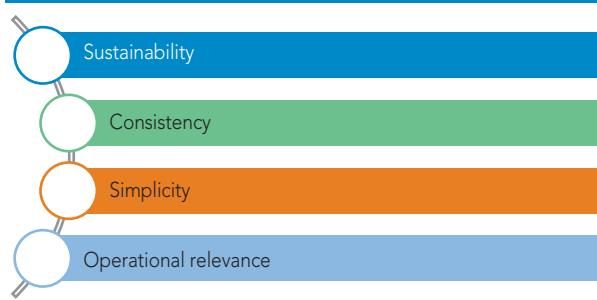 Sustainability
Consistency
Simplicity
Operational relevance